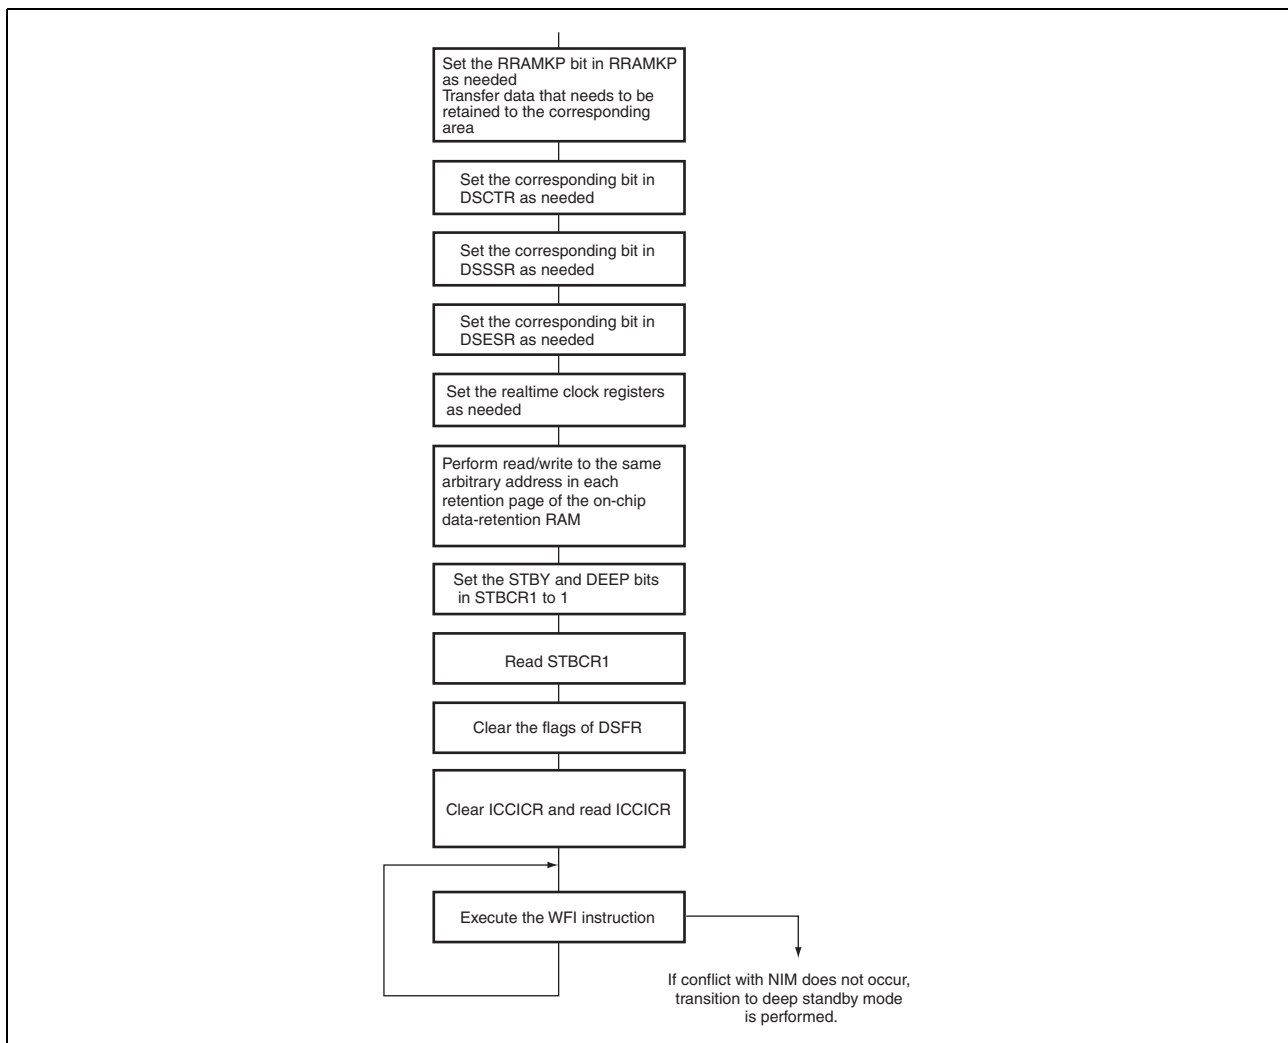 Set the RRAMKP bit in RRAMKP
as needed
Transfer data that needs to be
retained to the corresponding
area
Set the corresponding bit in
DSCTR as needed
Set the corresponding bit in
DSSSR as needed
Set the corresponding bit in
DSESR as needed
Set the realtime clock registers
as needed
Perform read/write to the same
arbitrary address in each
retention page of the on-chip
data-retention RAM
Set the STBY and DEEP bits
in STBCR1 to 1
Read STBCR1
Clear the flags of DSFR
Clear ICCICR and read ICCICR
Execute the WFI instruction
If conflict with NIM does not occur,
transition to deep standby mode
is performed.